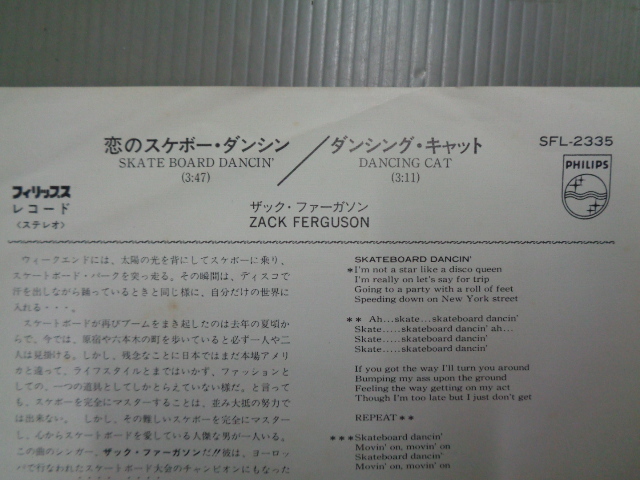 恋のスケボー・ダンシン／ダンシング・キャット
SKATE BOARD DANCIN' DANCING CAT
(3:47) (3:11)
SFL-2335
PHILIPS
フィリップス
レコード
〈ステレオ〉
ザック・ファーガソン
ZACK FERGUSON
ウィークエンドには、太陽の光を背にしてスケボーに乗り、
スケートボード・パークを突っ走る。その瞬間は、ディスコで
汗を出しながら踊っているときと同じ様に、自分だけの世界に
入れる・・・。
スケートボードが再びブームをまき起したのは去年の夏頃か
らで、今では、原宿や六本木の町を歩いていると必ず一人や二
人は見掛ける。しかし、残念なことに日本ではまだ本場アメリ
カと違って、ライフスタイルとまではいかず、ファッションと
しての、一つの道具としてしかとらえていない様だ。と言って
も、スケボーを完全にマスターすることは、並み大抵の努力で
は出来ない。しかし、その難しいスケボーを完全にマスター
し、心からスケートボードを愛している人傑な男が一人いる。
この曲のシンガー、ザック・ファーガソンだ!!彼は、ヨーロッ
パで行なわれたスケートボード大会のチャンピオンにもなった
SKATEBOARD DANCIN'
*I'm not a star like a disco queen
I'm really on let's say for trip
Going to a party with a roll of feet
Speeding down on New York street
** Ah...skate...skateboard dancin'
Skate.....skateboard dancin' ah...
Skate.....skateboard dancin'
Skate.....skateboard dancin'
If you got the way I'll turn you around
Bumping my ass upon the ground
Feeling the way getting on my act
Though I'm too late but I just don't get
REPEAT**
***Skateboard dancin'
Movin' on, movin' on
Skateboard dancin'
Movin' on, movin' on